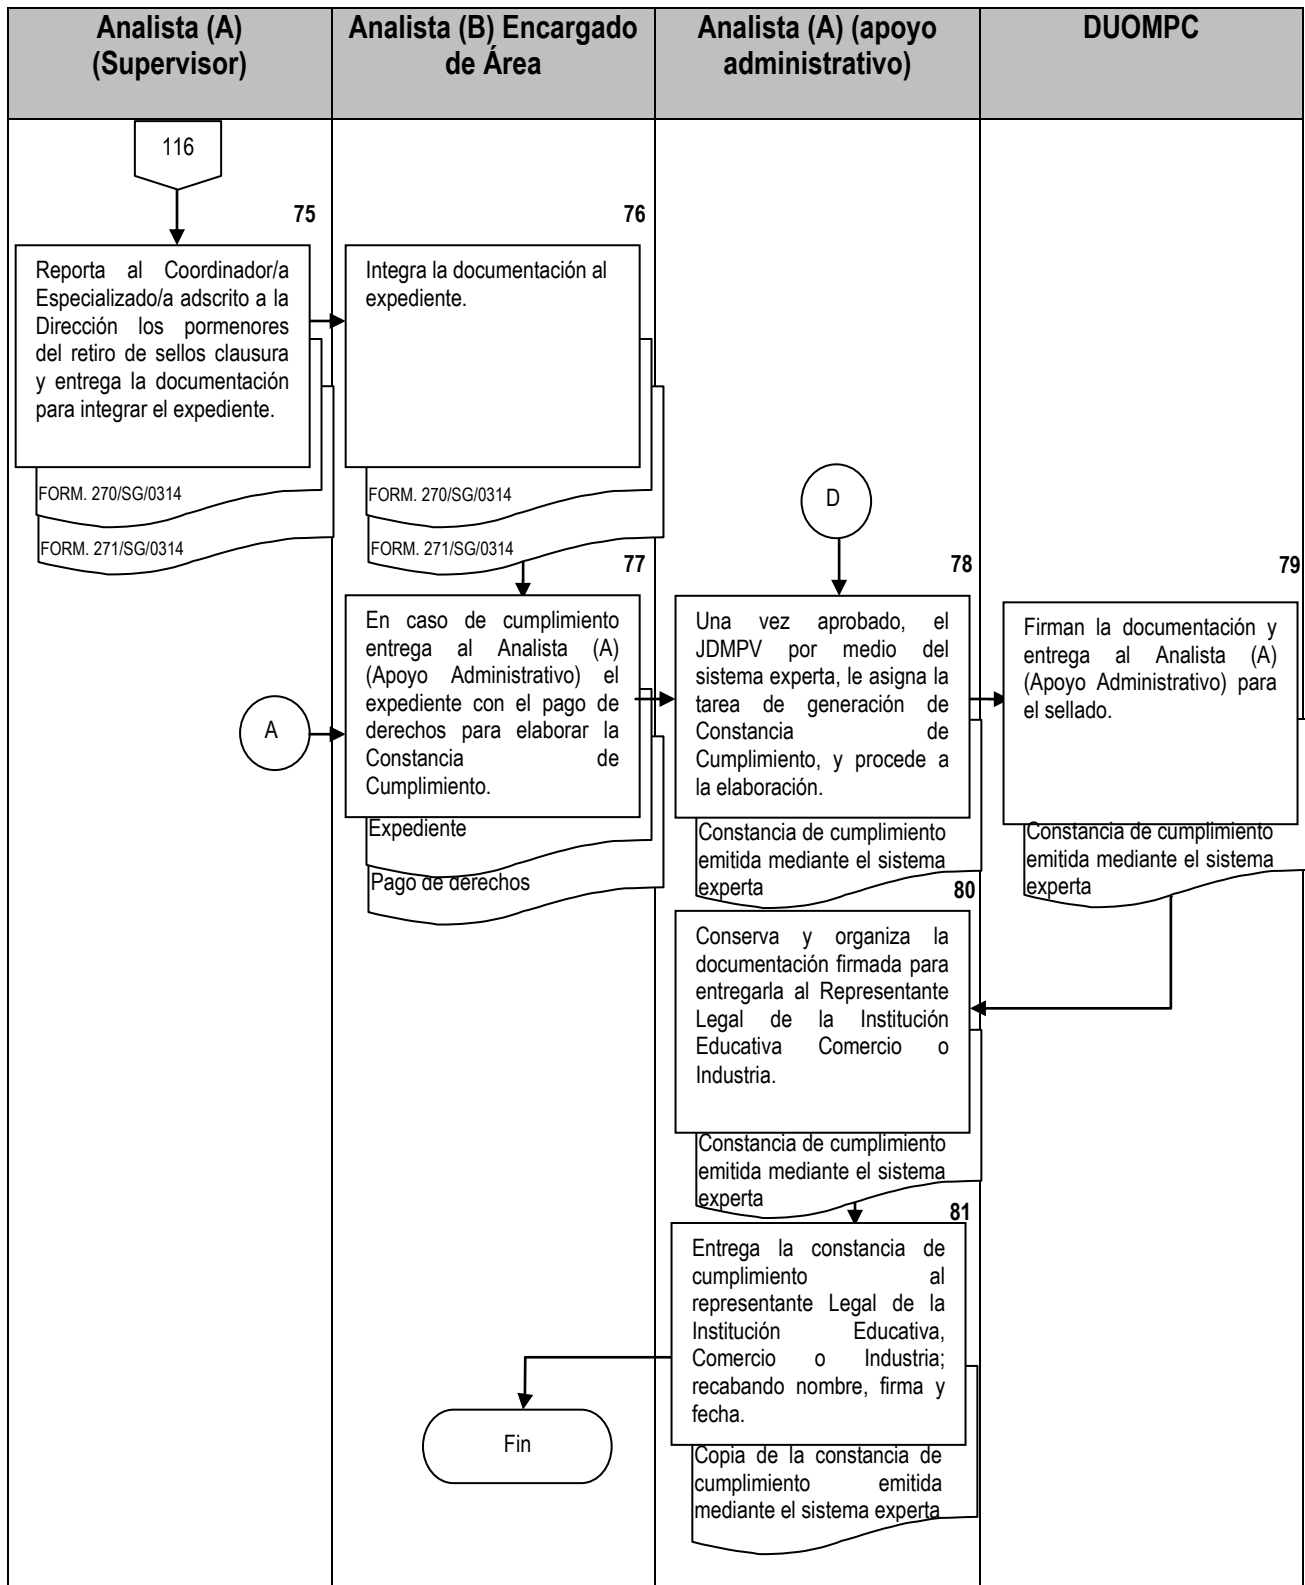 Analista (A)
(Supervisor)
Analista (B) Encargado
de Área
Analista (A) (apoyo
administrativo)
DUOMPC
116
75
Reporta al Coordinador/a
Especializado/a adscrito a la
Dirección los pormenores
del retiro de sellos clausura
y entrega la documentación
para integrar el expediente.
FORM. 270/SG/0314
FORM. 271/SG/0314
76
Integra la documentación al
expediente.
FORM. 270/SG/0314
FORM. 271/SG/0314
A
77
En caso de cumplimiento
entrega al Analista (A)
(Apoyo Administrativo) el
expediente con el pago de
derechos para elaborar la
Constancia de
Cumplimiento.
Expediente
Pago de derechos
D
78
Una vez aprobado, el
JDMPV por medio del
sistema experta, le asigna la
tarea de generación de
Constancia de
Cumplimiento, y procede a
la elaboración.
Constancia de cumplimiento
emitida mediante el sistema
experta
79
Firman la documentación y
entrega al Analista (A)
(Apoyo Administrativo) para
el sellado.
Constancia de cumplimiento
emitida mediante el sistema
experta
80
Conserva y organiza la
documentación firmada para
entregarla al Representante
Legal de la Institución
Educativa Comercio o
Industria.
Constancia de cumplimiento
emitida mediante el sistema
experta
81
Entrega la constancia de
cumplimiento al
representante Legal de la
Institución Educativa,
Comercio o Industria;
recabando nombre, firma y
fecha.
Copia de la constancia de
cumplimiento emitida
mediante el sistema experta
Fin